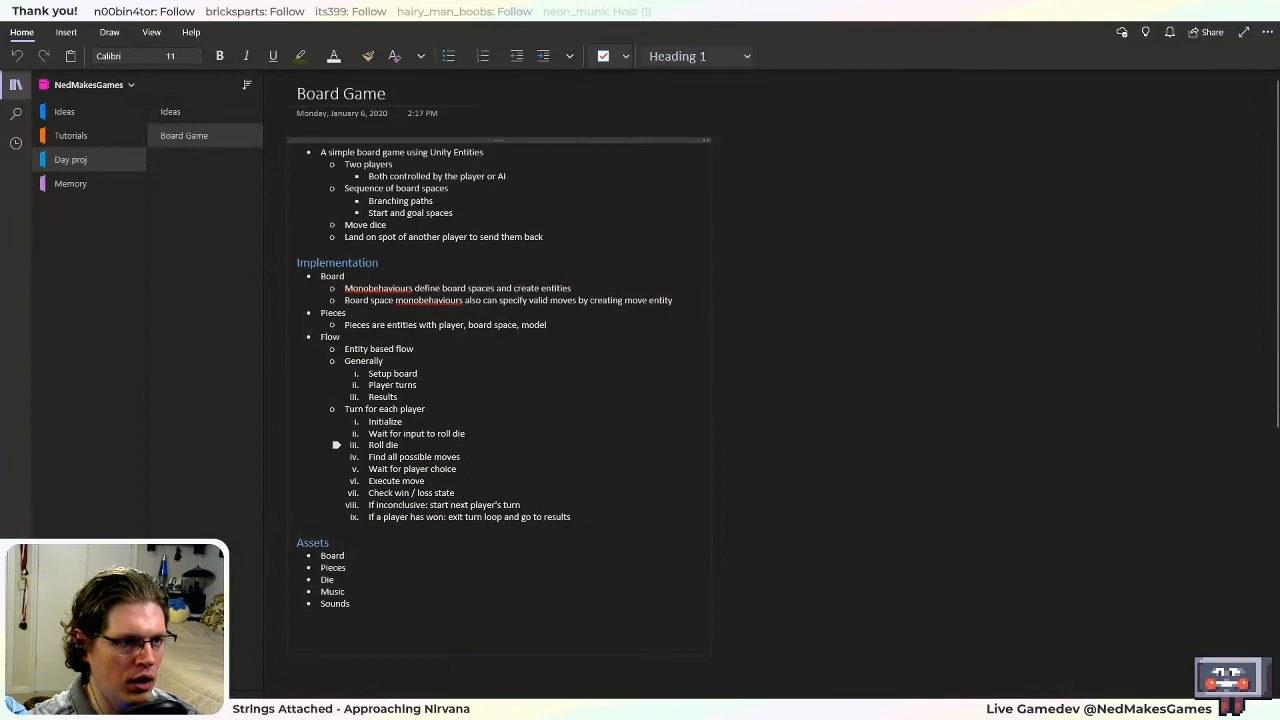 Thank you! n00bin4tor: Follow bricksparts: Follow its399: Follow hairy_man_boobs: Follow neon_munic Host (1)
Home Insert Draw View Help
Share
Calibri 11 B I U A Heading 1
NedMakesGames
Ideas
Tutorials
Day proj
Memory
Ideas
Board Game
Board Game
Monday, January 6, 2020 2:17 PM
• A simple board game using Unity Entities
o Two players
▪ Both controlled by the player or AI
o Sequence of board spaces
▪ Branching paths
▪ Start and goal spaces
o Move dice
o Land on spot of another player to send them back
Implementation
• Board
o Monobehaviours define board spaces and create entities
o Board space monobehaviours also can specify valid moves by creating move entity
• Pieces
o Pieces are entities with player, board space, model
• Flow
o Entity based flow
o Generally
i. Setup board
ii. Player turns
iii. Results
o Turn for each player
i. Initialize
ii. Wait for input to roll die
iii. Roll die
iv. Find all possible moves
v. Wait for player choice
vi. Execute move
vii. Check win / loss state
viii. If inconclusive: start next player's turn
ix. If a player has won: exit turn loop and go to results
Assets
• Board
• Pieces
• Die
• Music
• Sounds
Strings Attached - Approaching Nirvana
Live Gamedev @NedMakesGames